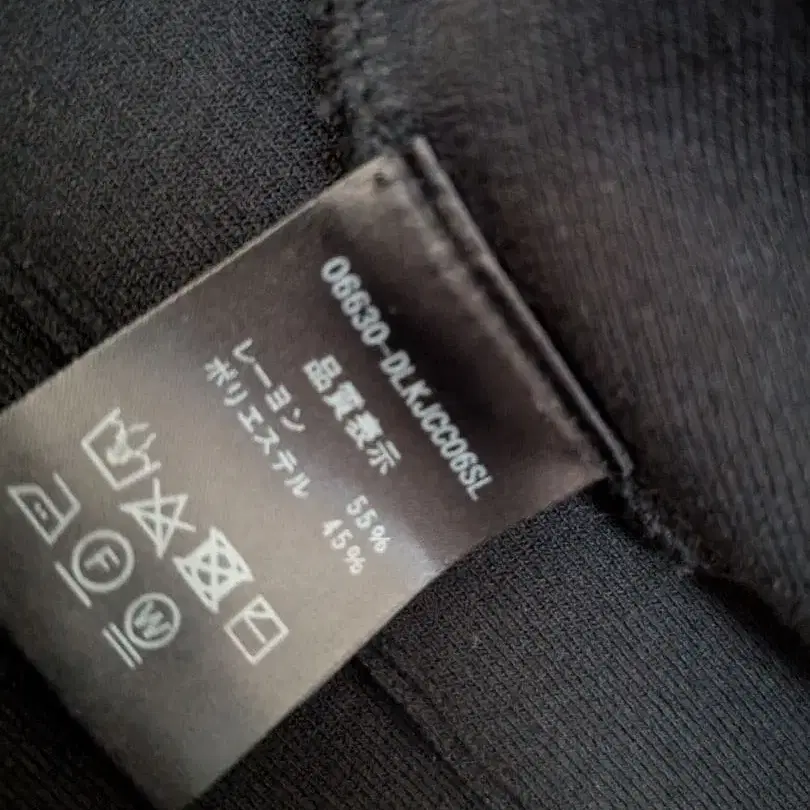 06630-DLKJCC06SL
品質表示
レーヨン 55%
ポリエステル 45%
F
W